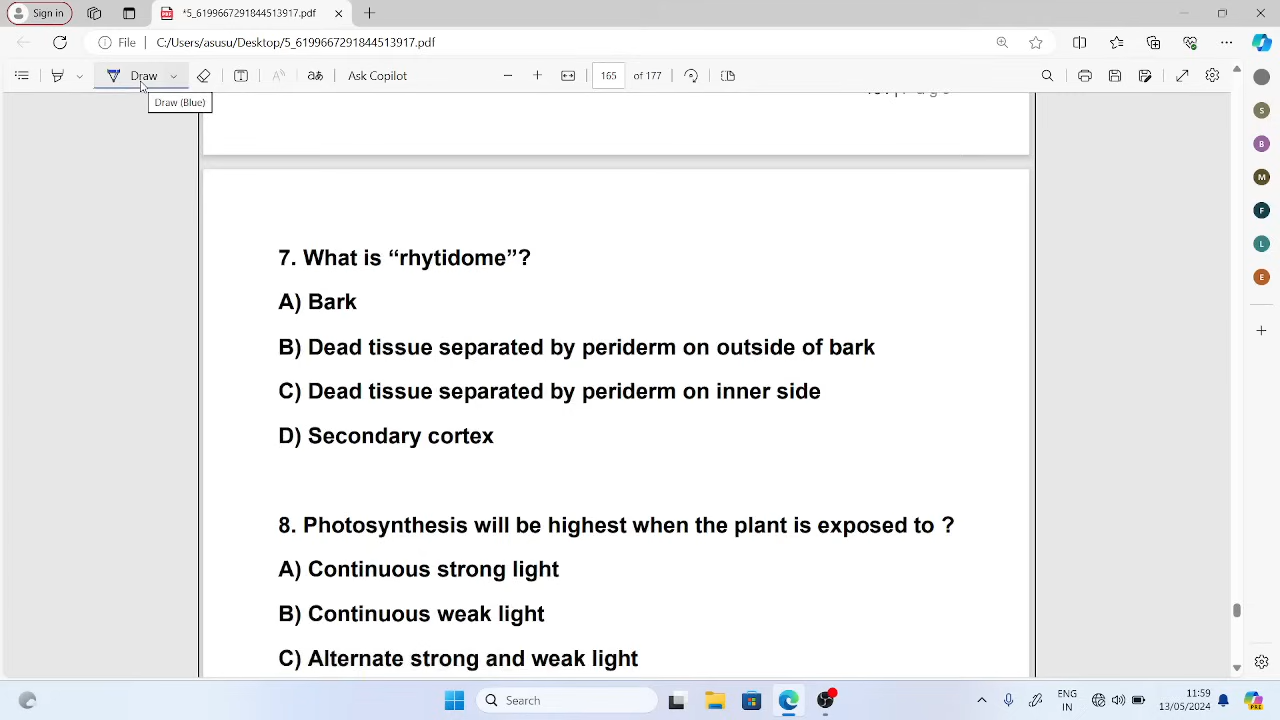 Sign in
*5_6199667291844513917.pdf
File
C:/Users/asusu/Desktop/5_6199667291844513917.pdf
Draw
Ask Copilot
165 of 177
Draw (Blue)
7. What is “rhytidome”?
A) Bark
B) Dead tissue separated by periderm on outside of bark
C) Dead tissue separated by periderm on inner side
D) Secondary cortex
8. Photosynthesis will be highest when the plant is exposed to ?
A) Continuous strong light
B) Continuous weak light
C) Alternate strong and weak light
S
B
M
F
L
E
Search
ENG
IN
11:59
13/05/2024